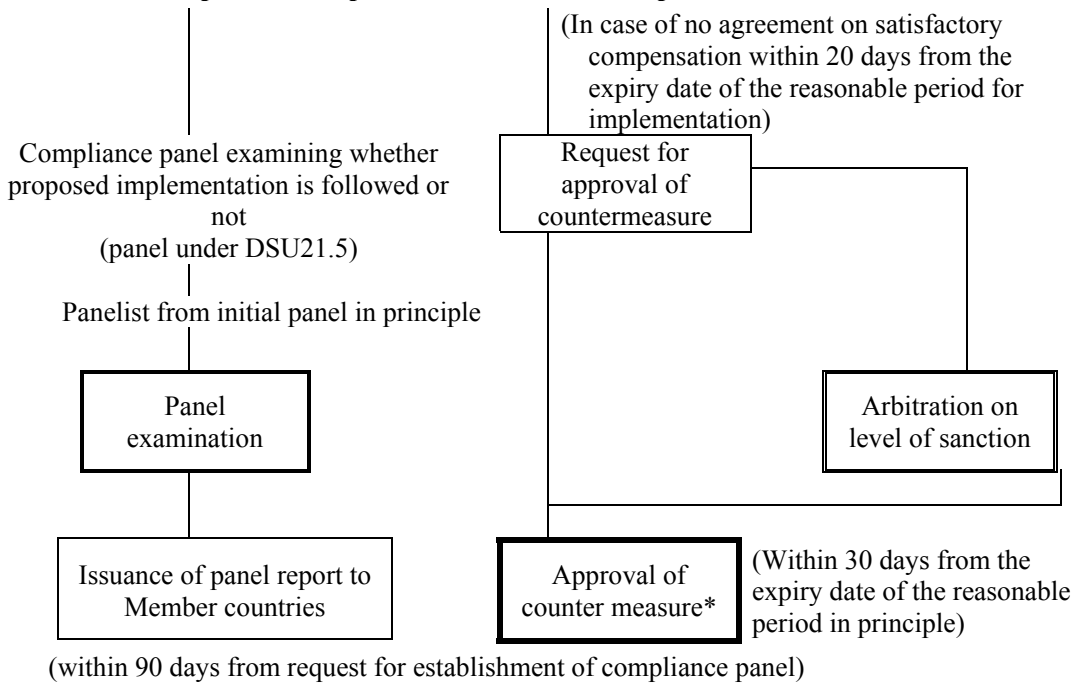 (In case of no agreement on satisfactory
compensation within 20 days from the
expiry date of the reasonable period for
implementation)
Compliance panel examining whether
proposed implementation is followed or
not
(panel under DSU21.5)
Request for
approval of
countermeasure
Panelist from initial panel in principle
Panel
examination
Arbitration on
level of sanction
Issuance of panel report to
Member countries
Approval of
counter measure*
(Within 30 days from the
expiry date of the reasonable
period in principle)
(within 90 days from request for establishment of compliance panel)